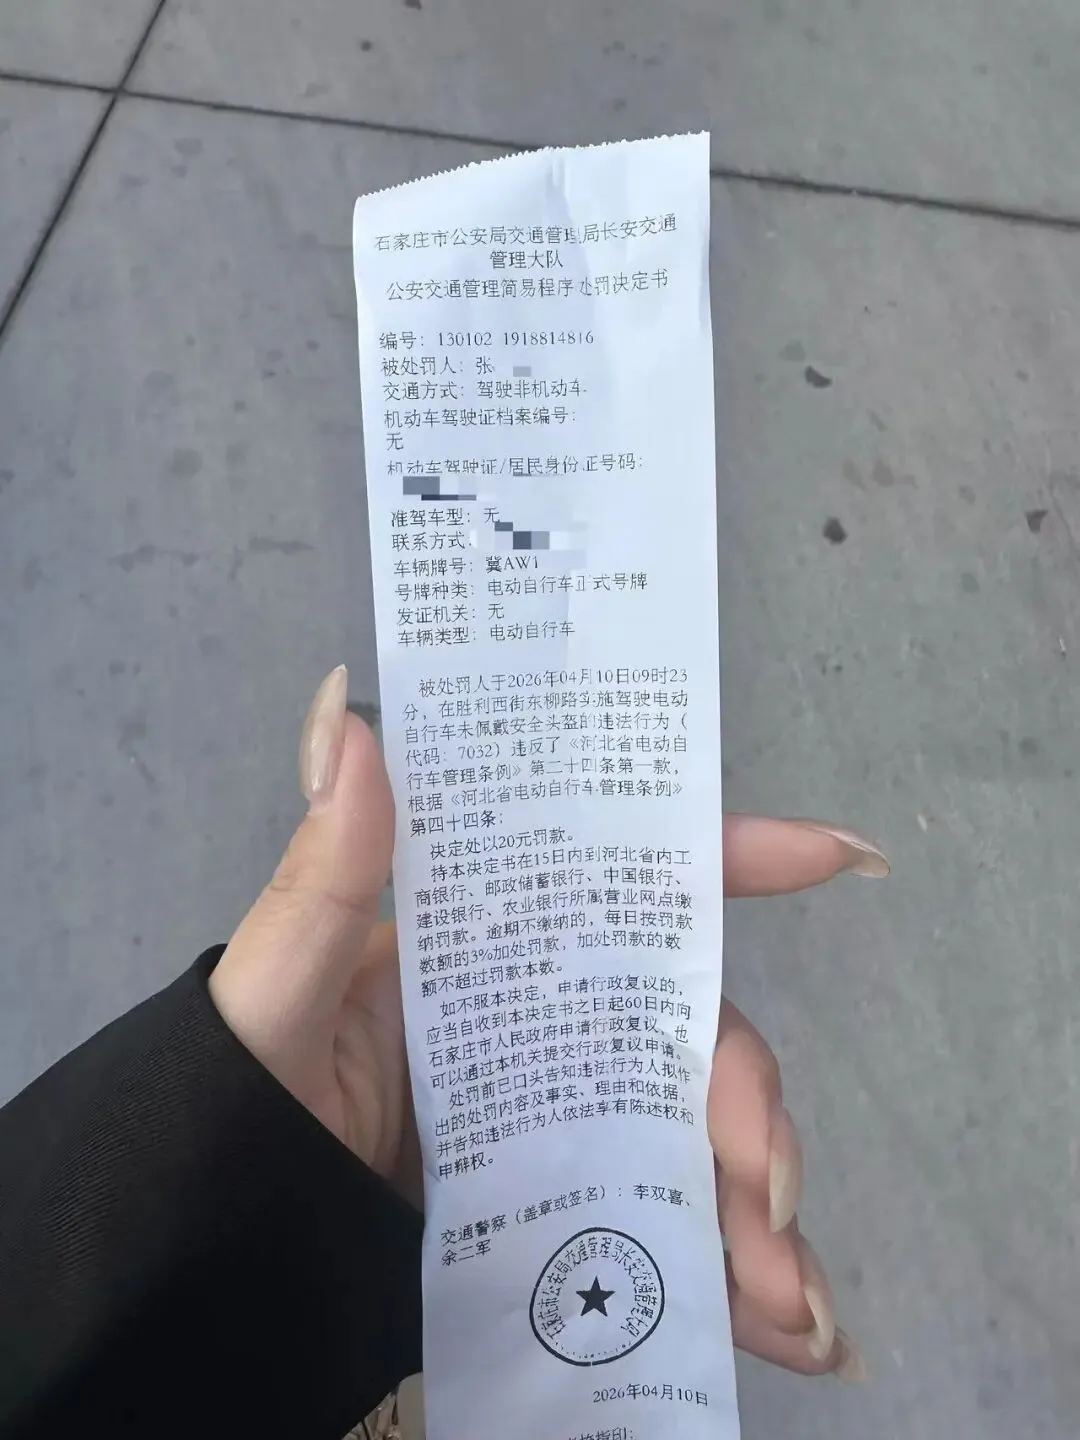 石家庄市公安局交通管理局长安交通
管理大队
公安交通管理简易程序处罚决定书
编号：130102 1918814816
被处罚人：张
交通方式：驾驶非机动车
机动车驾驶证档案编号：
无
机动车驾驶证/居民身份证号码：
准驾车型：无
联系方式：
车辆牌号：冀AW1
号牌种类：电动自行车正式号牌
发证机关：无
车辆类型：电动自行车
被处罚人于2026年04月10日09时23
分，在胜利西街东柳路实施驾驶电动
自行车未佩戴安全头盔的违法行为（
代码：7032）违反了《河北省电动自
行车管理条例》第二十四条第一款，
根据《河北省电动自行车管理条例》
第四十四条：
决定处以20元罚款。
持本决定书在15日内到河北省内工
商银行、邮政储蓄银行、中国银行、
建设银行、农业银行所属营业网点缴
纳罚款。逾期不缴纳的，每日按罚款
数额的3%加处罚款，加处罚款的数
额不超过罚款本数。
如不服本决定，申请行政复议的，
应当自收到本决定书之日起60日内向
石家庄市人民政府申请行政复议，也
可以通过本机关提交行政复议申请。
处罚前已口头告知违法行为人拟作
出的处罚内容及事实、理由和依据，
并告知违法行为人依法享有陈述权和
申辩权。
交通警察（盖章或签名）：李双喜、
余二军
石家庄市公安局交通管理局长安交通管理大队
2026年04月10日